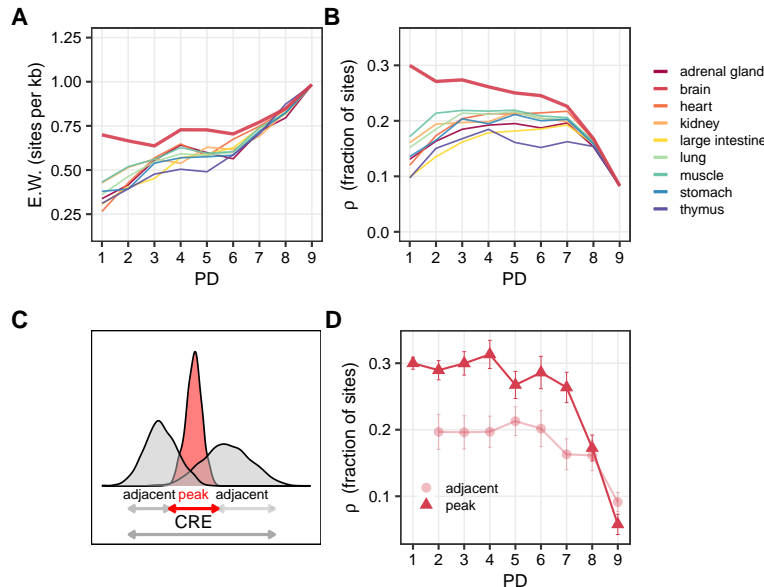 A
B
1.25
1.00
0.75
0.50
0.25
E.W. (sites per kb)
1 2 3 4 5 6 7 8 9
PD
0.3
0.2
0.1
0.0
ρ (fraction of sites)
1 2 3 4 5 6 7 8 9
PD
adrenal gland
brain
heart
kidney
large intestine
lung
muscle
stomach
thymus
C
adjacent peak adjacent
CRE
D
0.3
0.2
0.1
ρ (fraction of sites)
adjacent
peak
1 2 3 4 5 6 7 8 9
PD